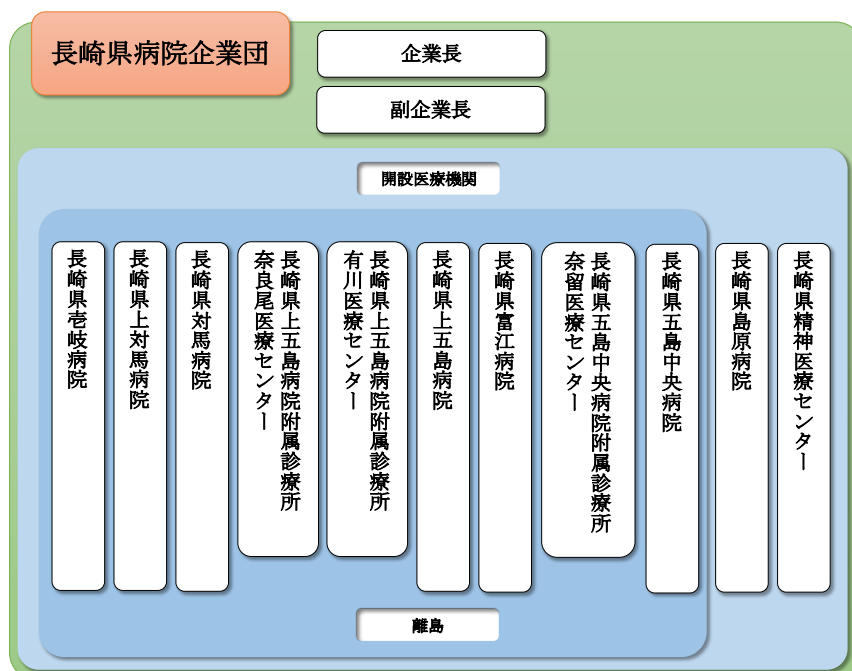 長崎県病院企業団
企業長
副企業長
開設医療機関
長崎県精神医療センター
長崎県島原病院
長崎県五島中央病院
長崎県五島中央病院附属診療所
奈留医療センター
長崎県富江病院
長崎県上五島病院
長崎県上五島病院附属診療所
有川医療センター
長崎県上五島病院附属診療所
奈良尾医療センター
長崎県対馬病院
長崎県上対馬病院
長崎県壱岐病院
離島